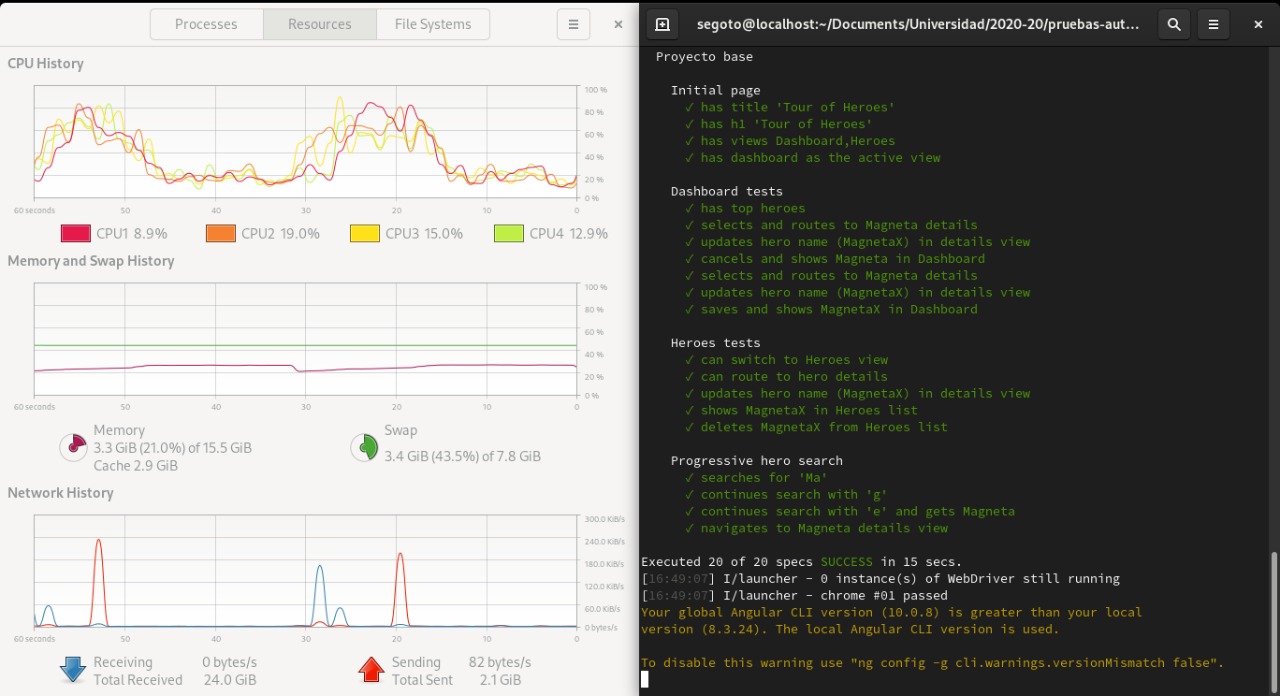 Processes Resources File Systems
CPU History
100 %
80 %
60 %
40 %
20 %
0 %
60 seconds 50 40 30 20 10 0
CPU1 8.9% CPU2 19.0% CPU3 15.0% CPU4 12.9%
Memory and Swap History
100 %
80 %
60 %
40 %
20 %
0 %
60 seconds 50 40 30 20 10 0
Memory
3.3 GiB (21.0%) of 15.5 GiB
Cache 2.9 GiB
Swap
3.4 GiB (43.5%) of 7.8 GiB
Network History
300.0 KiB/s
240.0 KiB/s
180.0 KiB/s
120.0 KiB/s
60.0 KiB/s
0 bytes/s
60 seconds 50 40 30 20 10 0
Receiving 0 bytes/s
Total Received 24.0 GiB
Sending 82 bytes/s
Total Sent 2.1 GiB
segoto@localhost:~/Documents/Universidad/2020-20/pruebas-aut...
Proyecto base
Initial page
✓ has title 'Tour of Heroes'
✓ has h1 'Tour of Heroes'
✓ has views Dashboard,Heroes
✓ has dashboard as the active view
Dashboard tests
✓ has top heroes
✓ selects and routes to Magneta details
✓ updates hero name (MagnetaX) in details view
✓ cancels and shows Magneta in Dashboard
✓ selects and routes to Magneta details
✓ updates hero name (MagnetaX) in details view
✓ saves and shows MagnetaX in Dashboard
Heroes tests
✓ can switch to Heroes view
✓ can route to hero details
✓ updates hero name (MagnetaX) in details view
✓ shows MagnetaX in Heroes list
✓ deletes MagnetaX from Heroes list
Progressive hero search
✓ searches for 'Ma'
✓ continues search with 'g'
✓ continues search with 'e' and gets Magneta
✓ navigates to Magneta details view
Executed 20 of 20 specs SUCCESS in 15 secs.
[16:49:07] I/launcher - 0 instance(s) of WebDriver still running
[16:49:07] I/launcher - chrome #01 passed
Your global Angular CLI version (10.0.8) is greater than your local
version (8.3.24). The local Angular CLI version is used.
To disable this warning use "ng config -g cli.warnings.versionMismatch false".